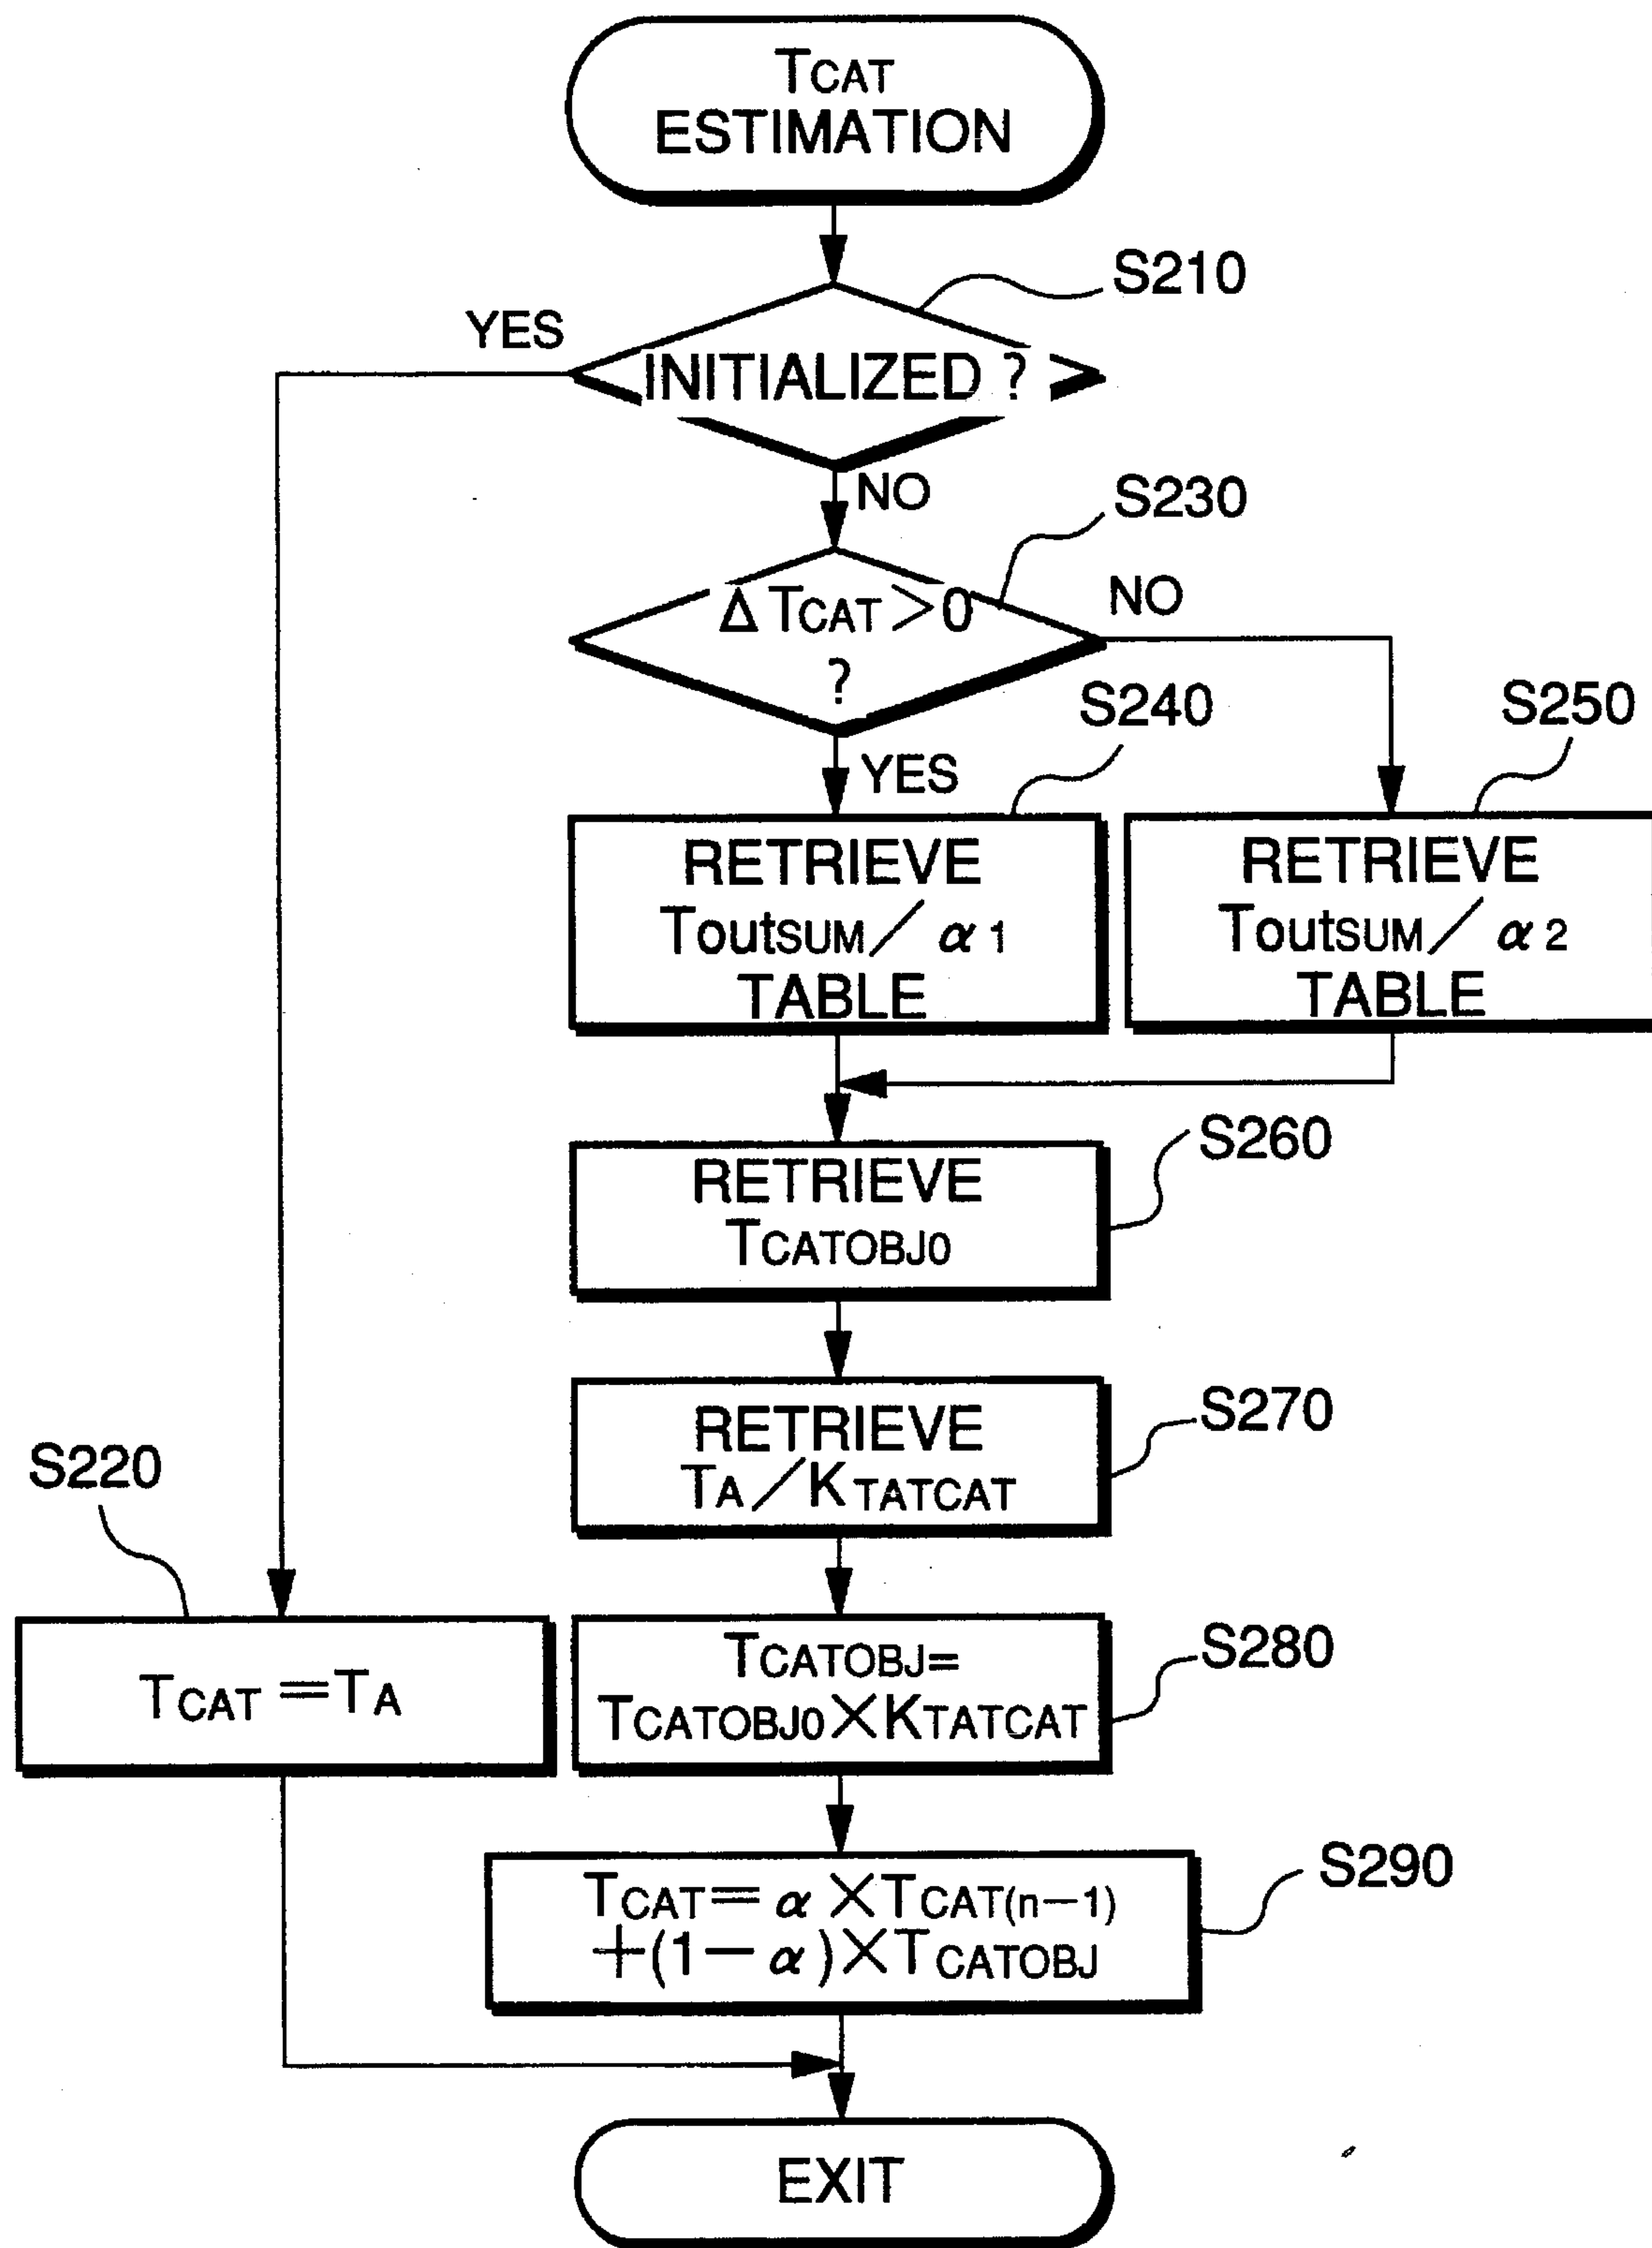 TCAT
ESTIMATION
S210
YES
INITIALIZED ?
NO
S230
ΔTCAT>0
?
NO
S240
S250
YES
RETRIEVE
ToutSUM/α1
TABLE
RETRIEVE
ToutSUM/α2
TABLE
S260
RETRIEVE
TCATOBJ0
S270
RETRIEVE
TA/KTATCAT
S220
TCAT=TA
S280
TCATOBJ=
TCATOBJ0×KTATCAT
S290
TCAT=α×TCAT(n-1)
+(1-α)×TCATOBJ
EXIT